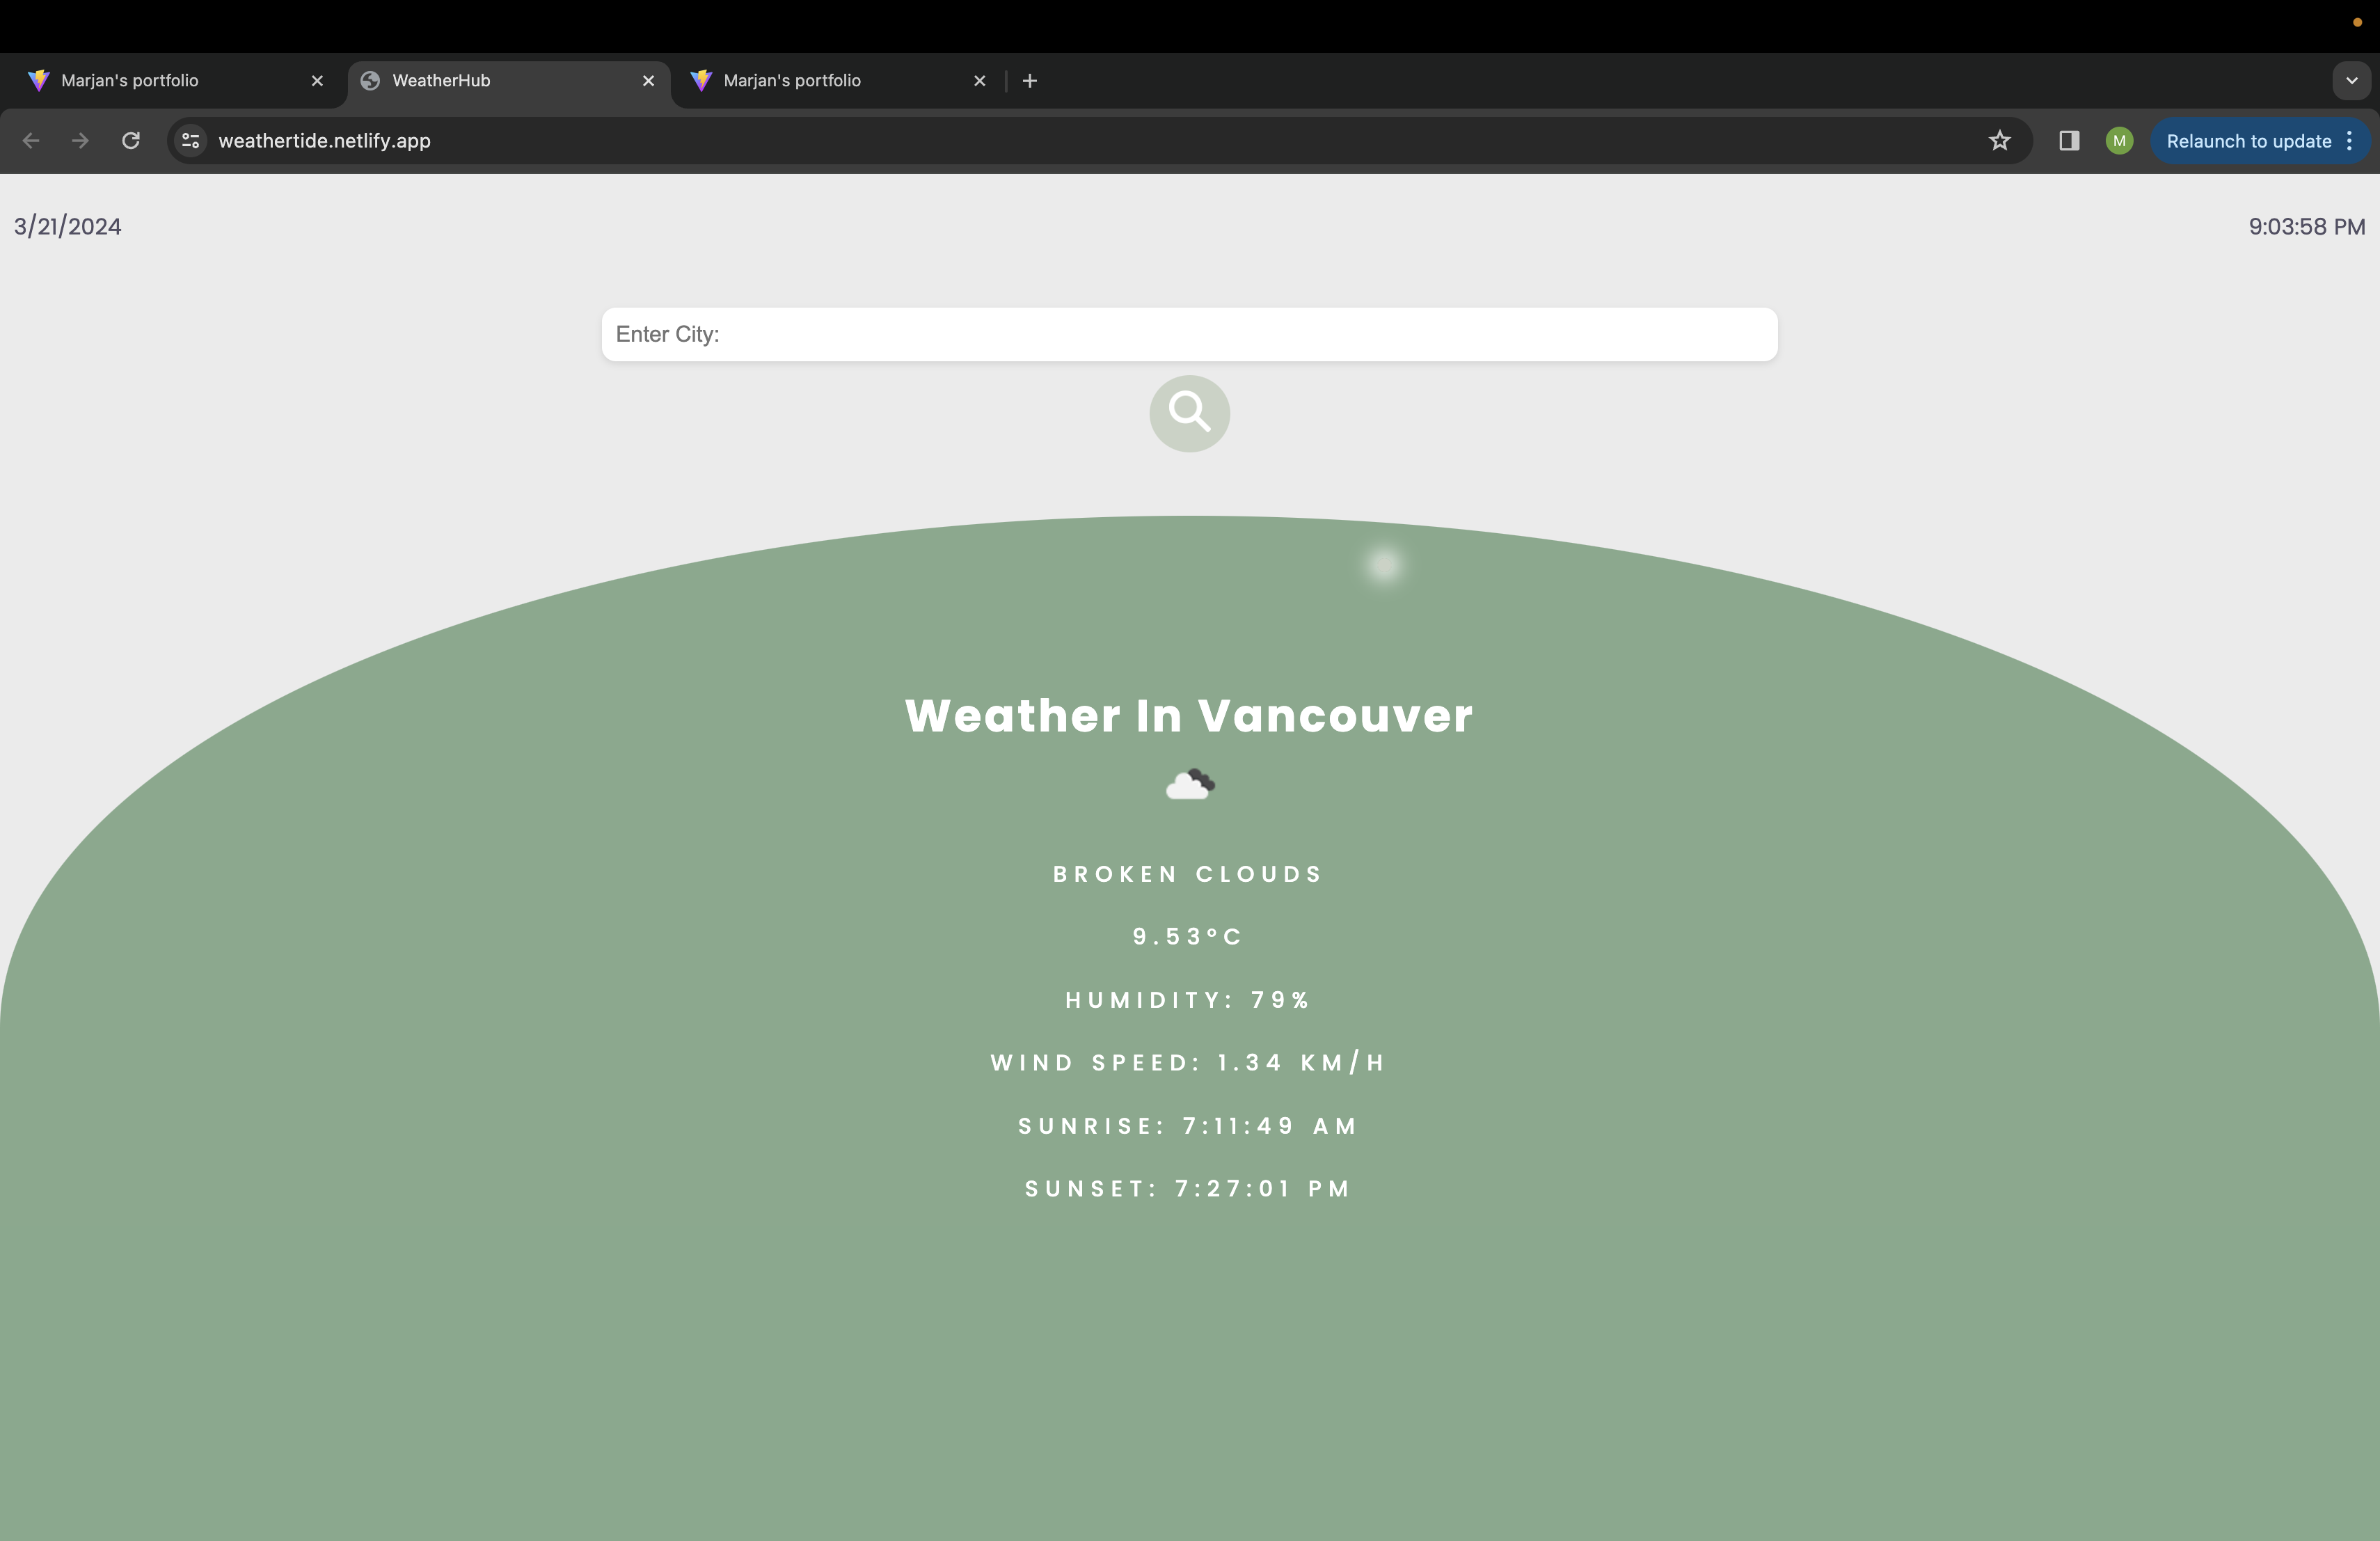 Marjan's portfolio
WeatherHub
Marjan's portfolio
weathertide.netlify.app
M
Relaunch to update
3/21/2024
9:03:58 PM
Enter City:
Weather In Vancouver
BROKEN CLOUDS
9.53°C
HUMIDITY: 79%
WIND SPEED: 1.34 KM/H
SUNRISE: 7:11:49 AM
SUNSET: 7:27:01 PM